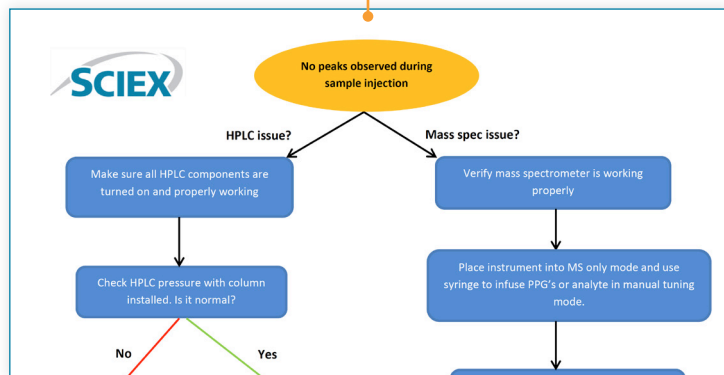 SCIEX
No peaks observed during
sample injection
HPLC issue?
Mass spec issue?
Make sure all HPLC components are
turned on and properly working
Verify mass spectrometer is working
properly
Check HPLC pressure with column
installed. Is it normal?
Place instrument into MS only mode and use
syringe to infuse PPG's or analyte in manual tuning
mode.
No
Yes